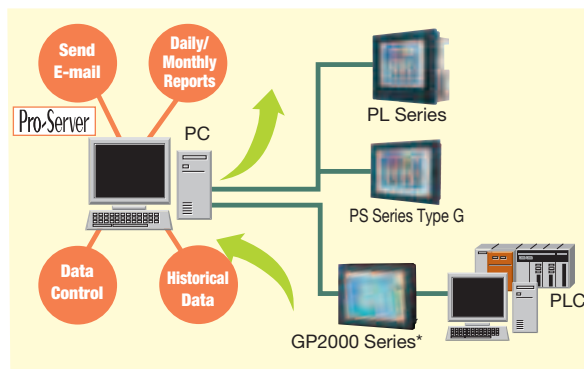 Send
E-mail
Daily/
Monthly
Reports
Pro-Server
PC
PL Series
PS Series Type G
Data
Control
Historical
Data
PLC
GP2000 Series*